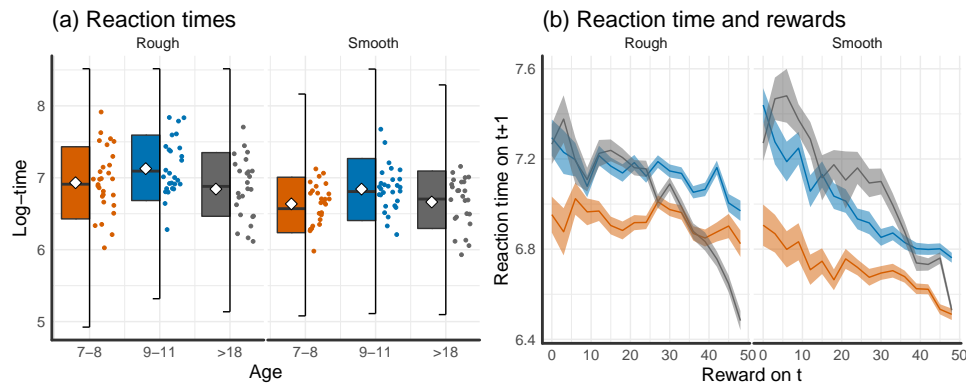 (a) Reaction times
Rough
Smooth
Log−time
8
7
6
5
7−8
9−11
>18
7−8
9−11
>18
Age
(b) Reaction time and rewards
Rough
Smooth
Reaction time on t+1
7.6
7.2
6.8
6.4
0 10 20 30 40 50
0 10 20 30 40 50
Reward on t